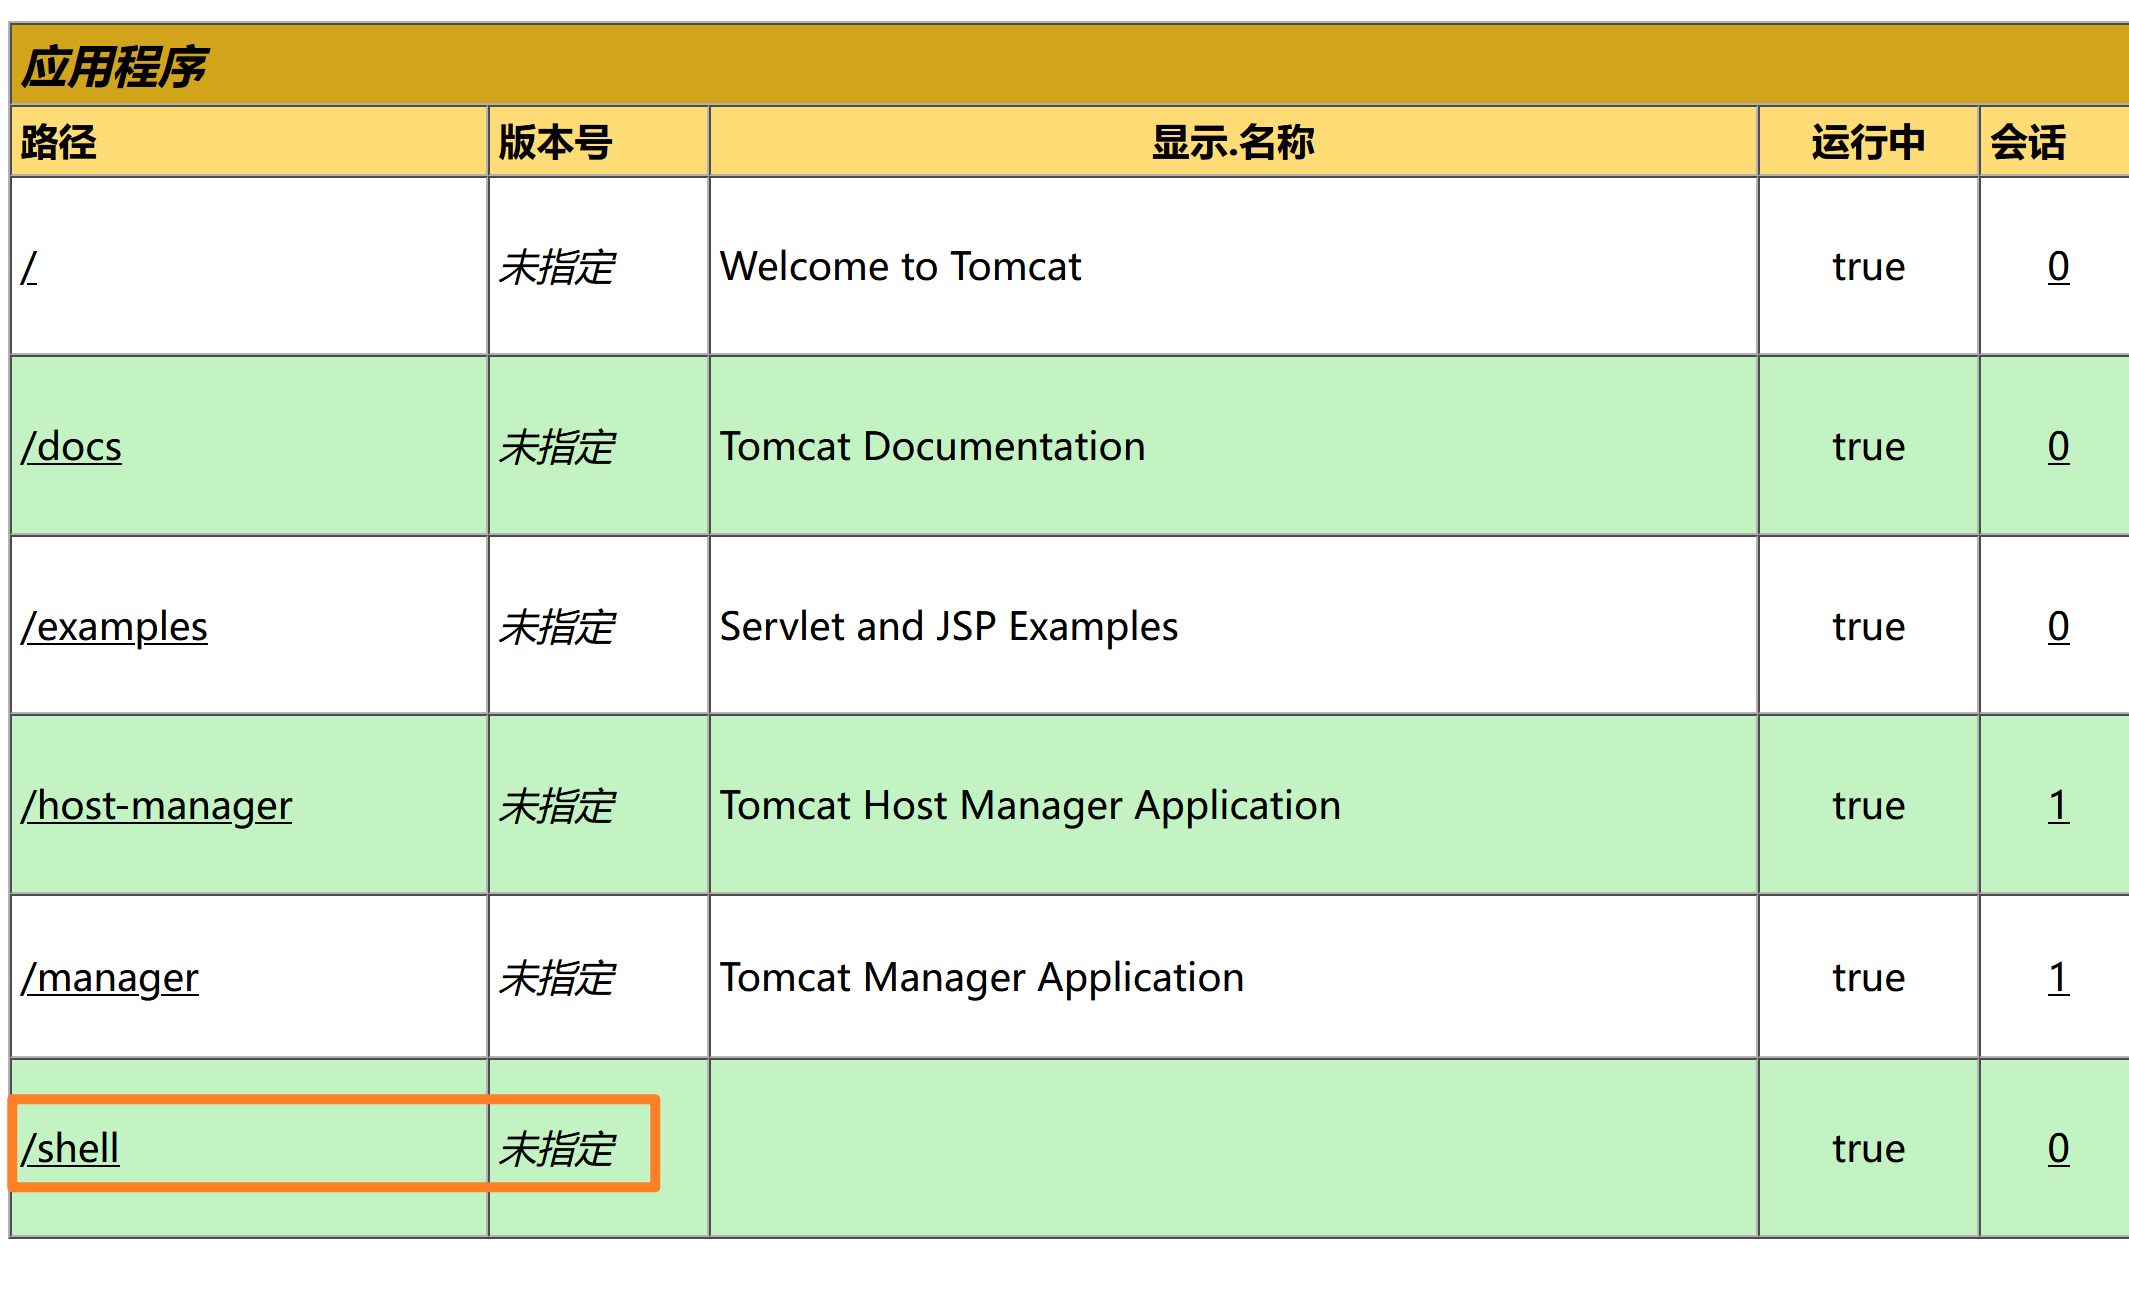 应用程序
路径 版本号 显示.名称 运行中 会话
/ 未指定 Welcome to Tomcat true 0
/docs 未指定 Tomcat Documentation true 0
/examples 未指定 Servlet and JSP Examples true 0
/host-manager 未指定 Tomcat Host Manager Application true 1
/manager 未指定 Tomcat Manager Application true 1
/shell 未指定 true 0